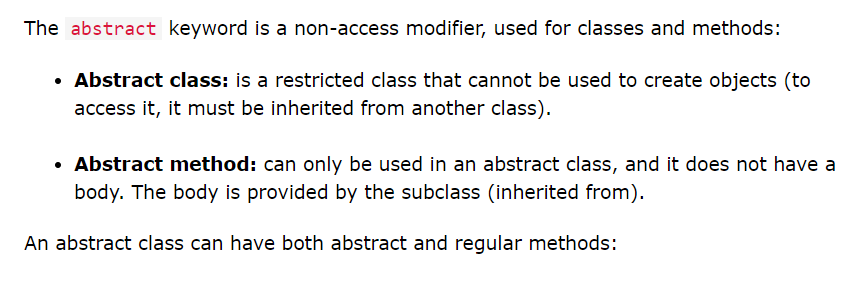 The abstract keyword is a non-access modifier, used for classes and methods:
• Abstract class: is a restricted class that cannot be used to create objects (to
access it, it must be inherited from another class).
• Abstract method: can only be used in an abstract class, and it does not have a
body. The body is provided by the subclass (inherited from).
An abstract class can have both abstract and regular methods: